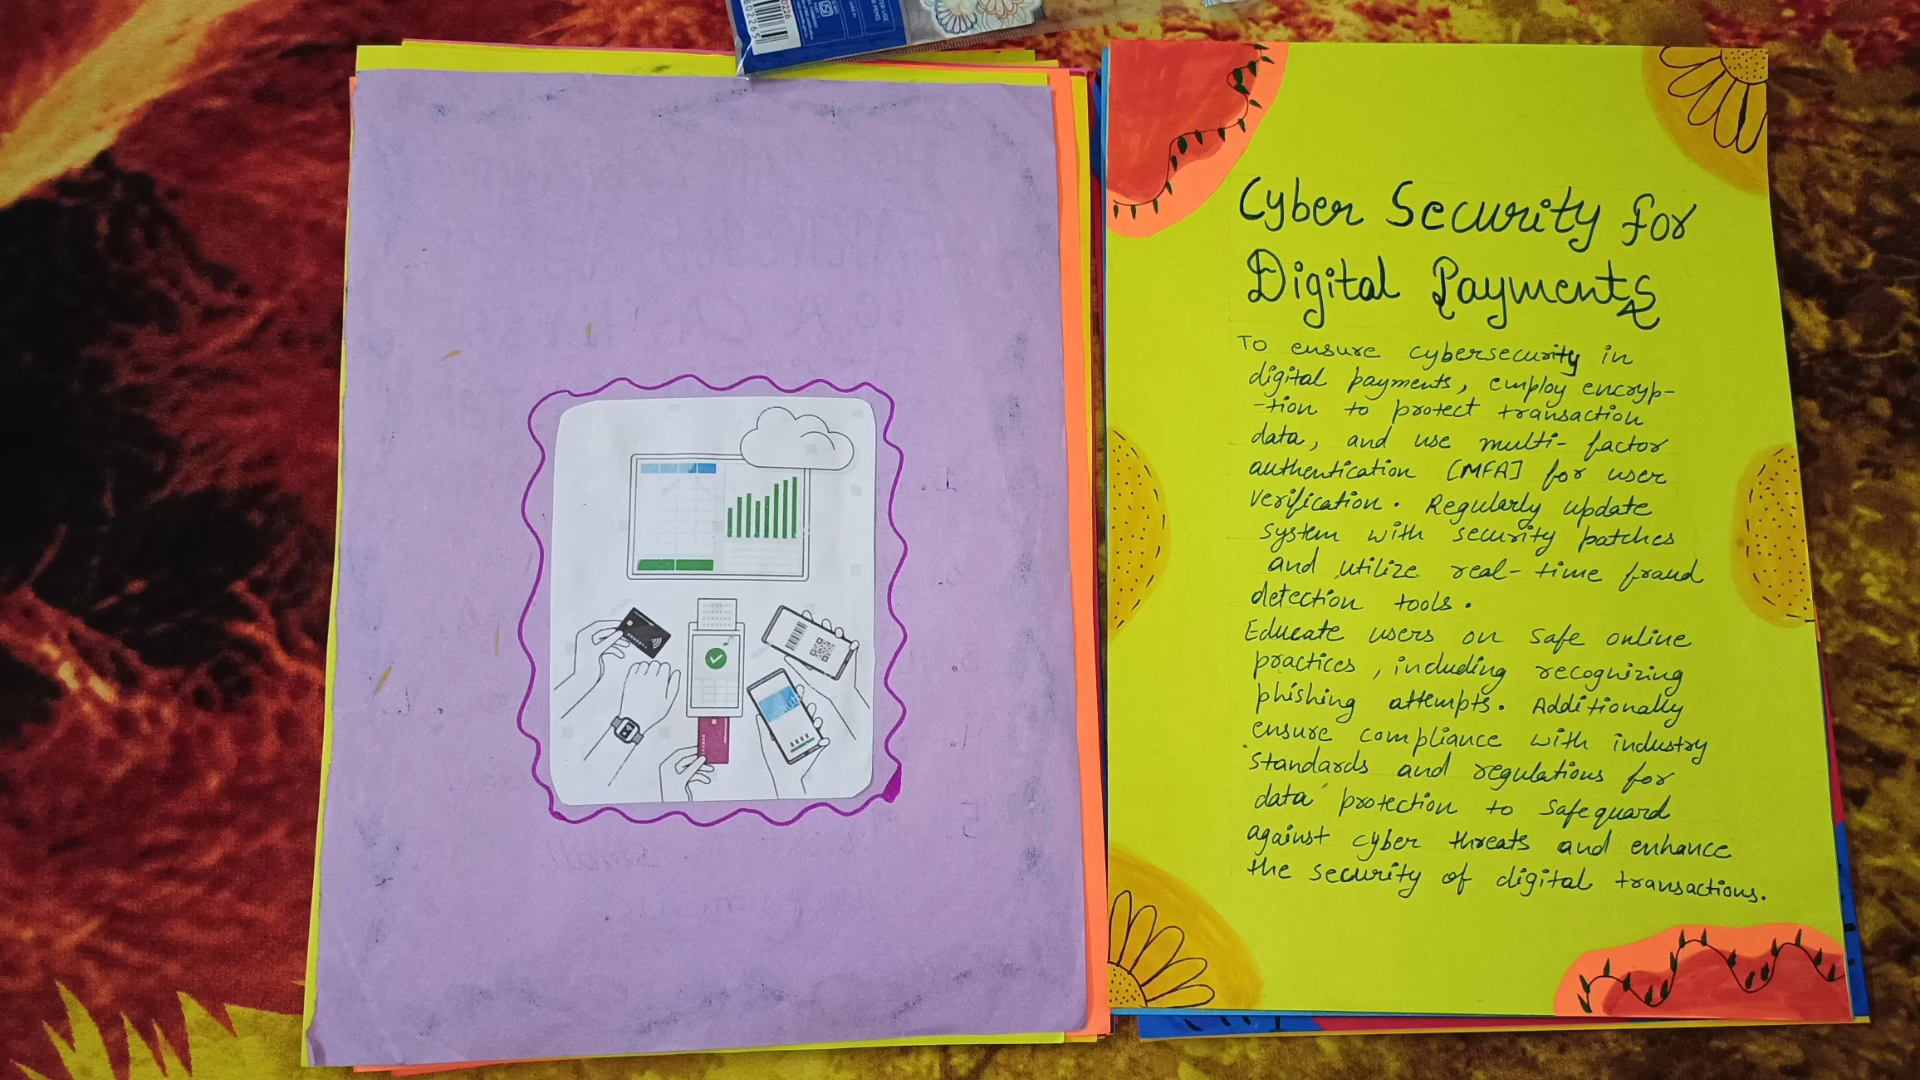 Cyber Security for
Digital Payments
To ensure cybersecurity in
digital payments, employ encryp-
-tion to protect transaction
data, and use multi- factor
authentication [MFA] for user
verification. Regularly update
system with security patches
and utilize real-time fraud
detection tools.
Educate users on safe online
practices, including recognizing
phishing attempts. Additionally
ensure compliance with industry
standards and regulations for
data protection to safeguard
against cyber threats and enhance
the security of digital transactions.